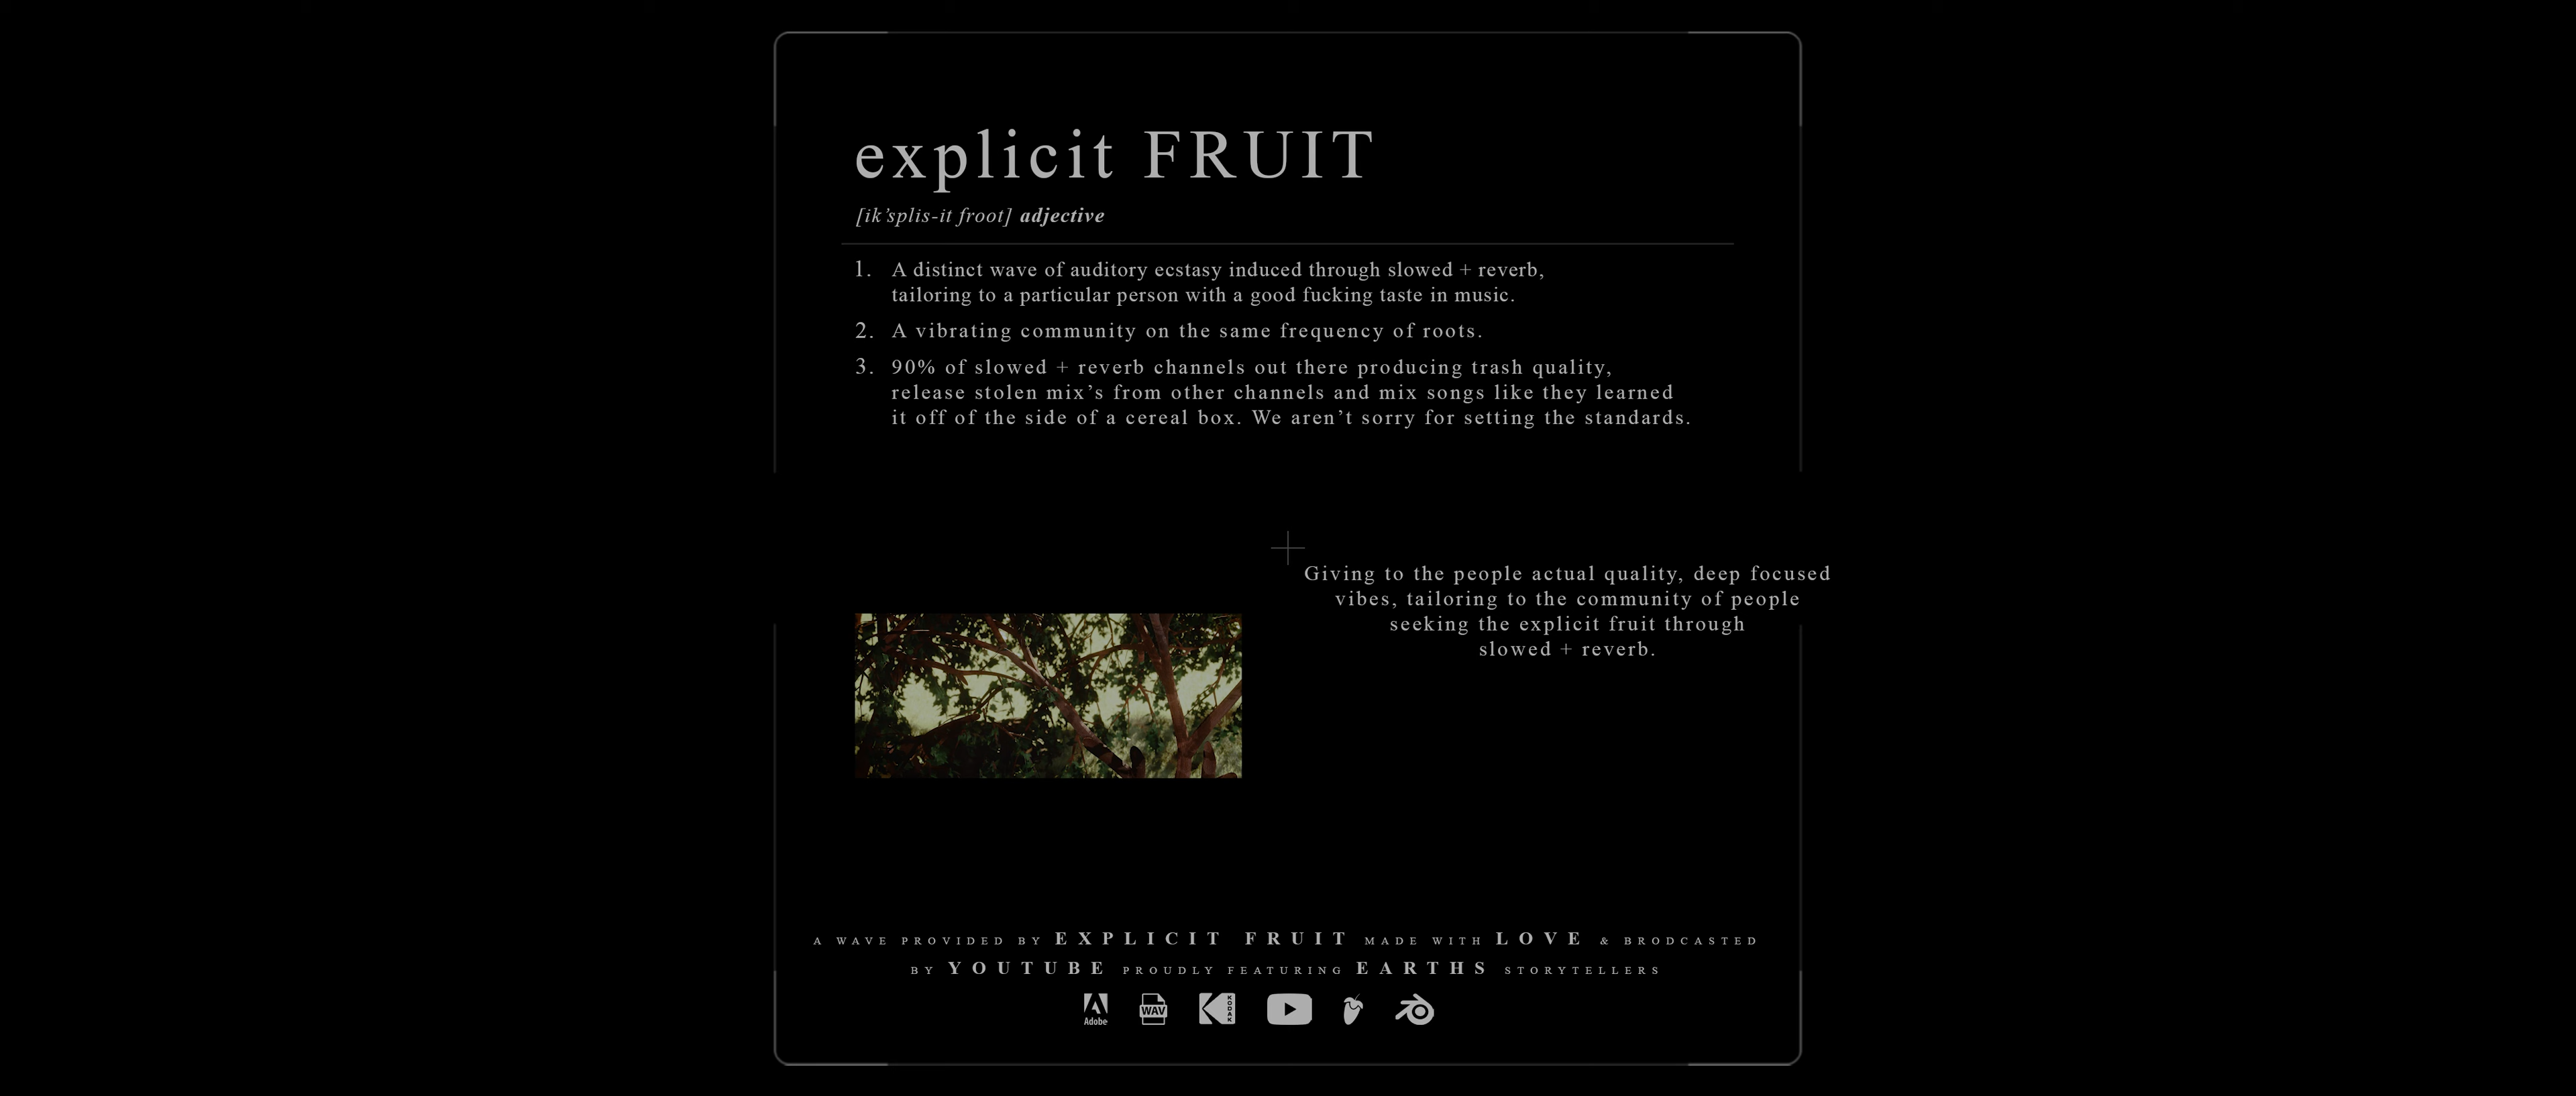 explicit FRUIT
[ik’splis-it froot] adjective
1. A distinct wave of auditory ecstasy induced through slowed + reverb,
tailoring to a particular person with a good fucking taste in music.
2. A vibrating community on the same frequency of roots.
3. 90% of slowed + reverb channels out there producing trash quality,
release stolen mix’s from other channels and mix songs like they learned
it off of the side of a cereal box. We aren’t sorry for setting the standards.
Giving to the people actual quality, deep focused
vibes, tailoring to the community of people
seeking the explicit fruit through
slowed + reverb.
A WAVE PROVIDED BY EXPLICIT FRUIT MADE WITH LOVE & BRODCASTED
BY YOUTUBE PROUDLY FEATURING EARTHS STORYTELLERS
Adobe WAV KODAK